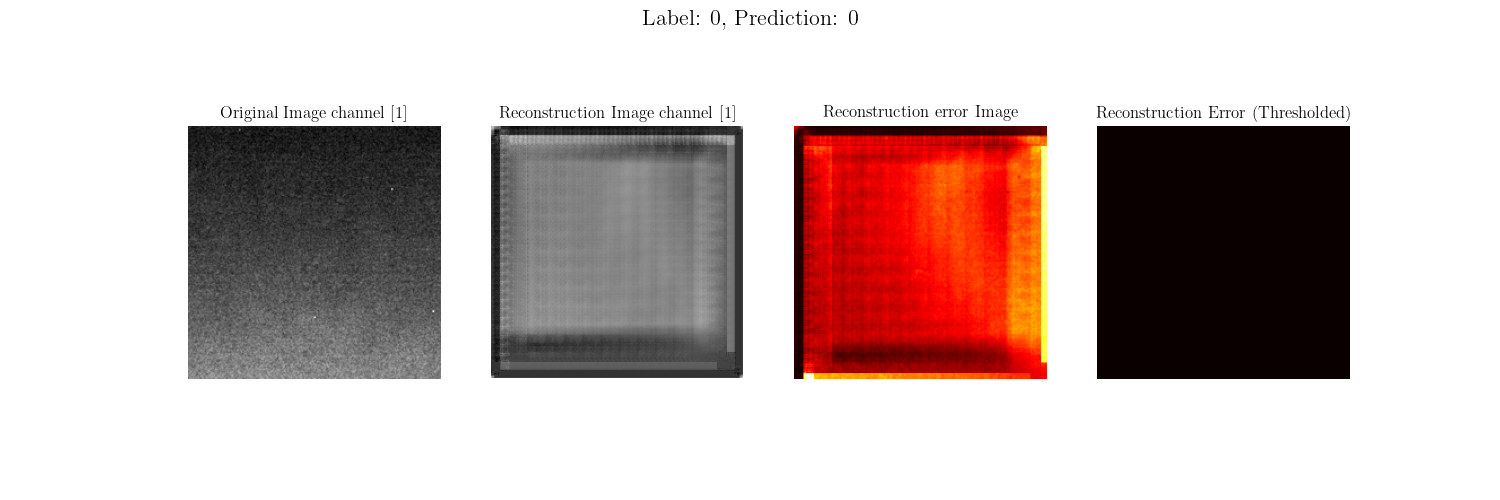 Label: 0, Prediction: 0
Original Image channel [1]
Reconstruction Image channel [1]
Reconstruction error Image
Reconstruction Error (Thresholded)